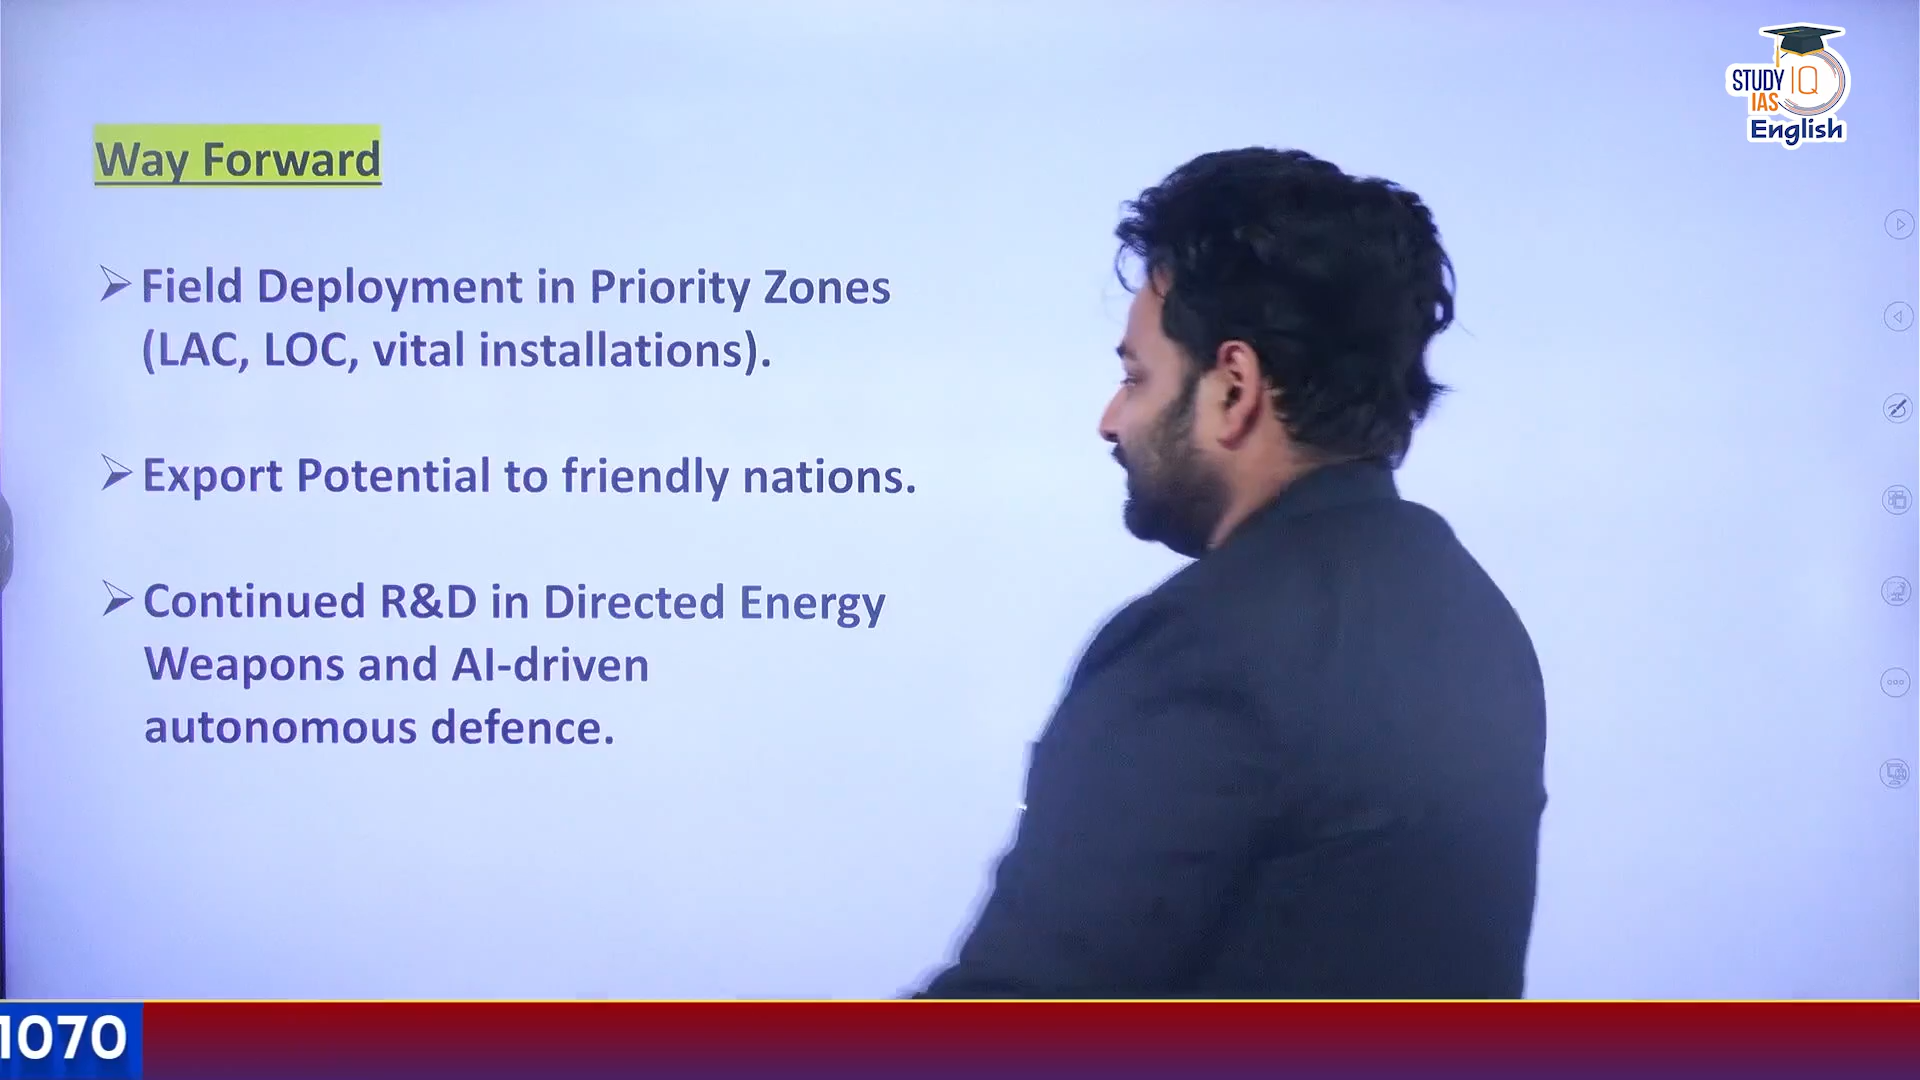 STUDY IQ
IAS
English
Way Forward
Field Deployment in Priority Zones
(LAC, LOC, vital installations).
Export Potential to friendly nations.
Continued R&D in Directed Energy
Weapons and AI-driven
autonomous defence.
1070